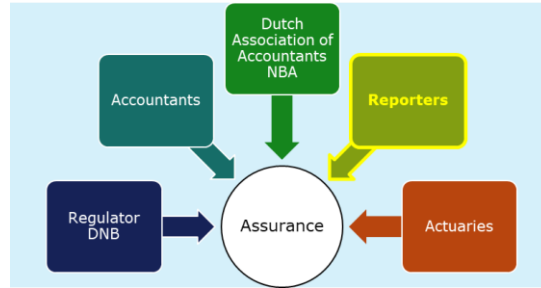 Dutch
Association of
Accountants
NBA
Accountants
Reporters
Regulator
DNB
Assurance
Actuaries